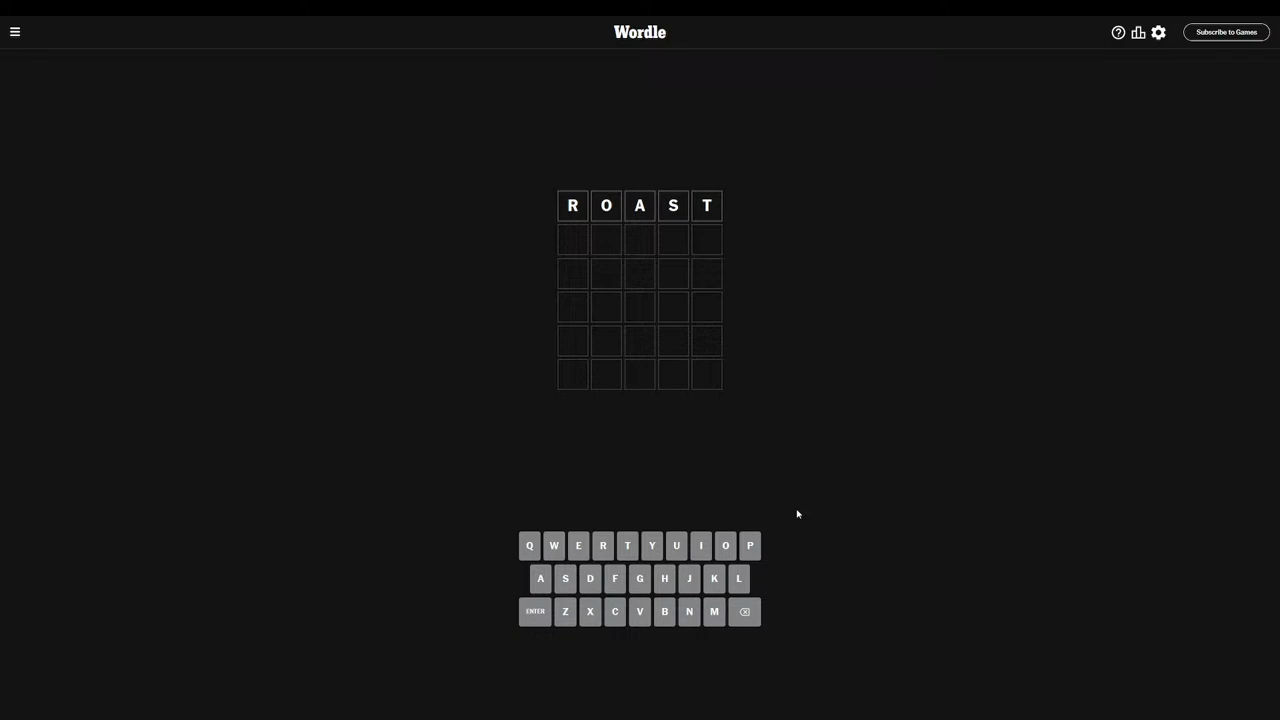 Wordle
Subscribe to Games
R O A S T
Q W E R T Y U I O P
A S D F G H J K L
ENTER Z X C V B N M